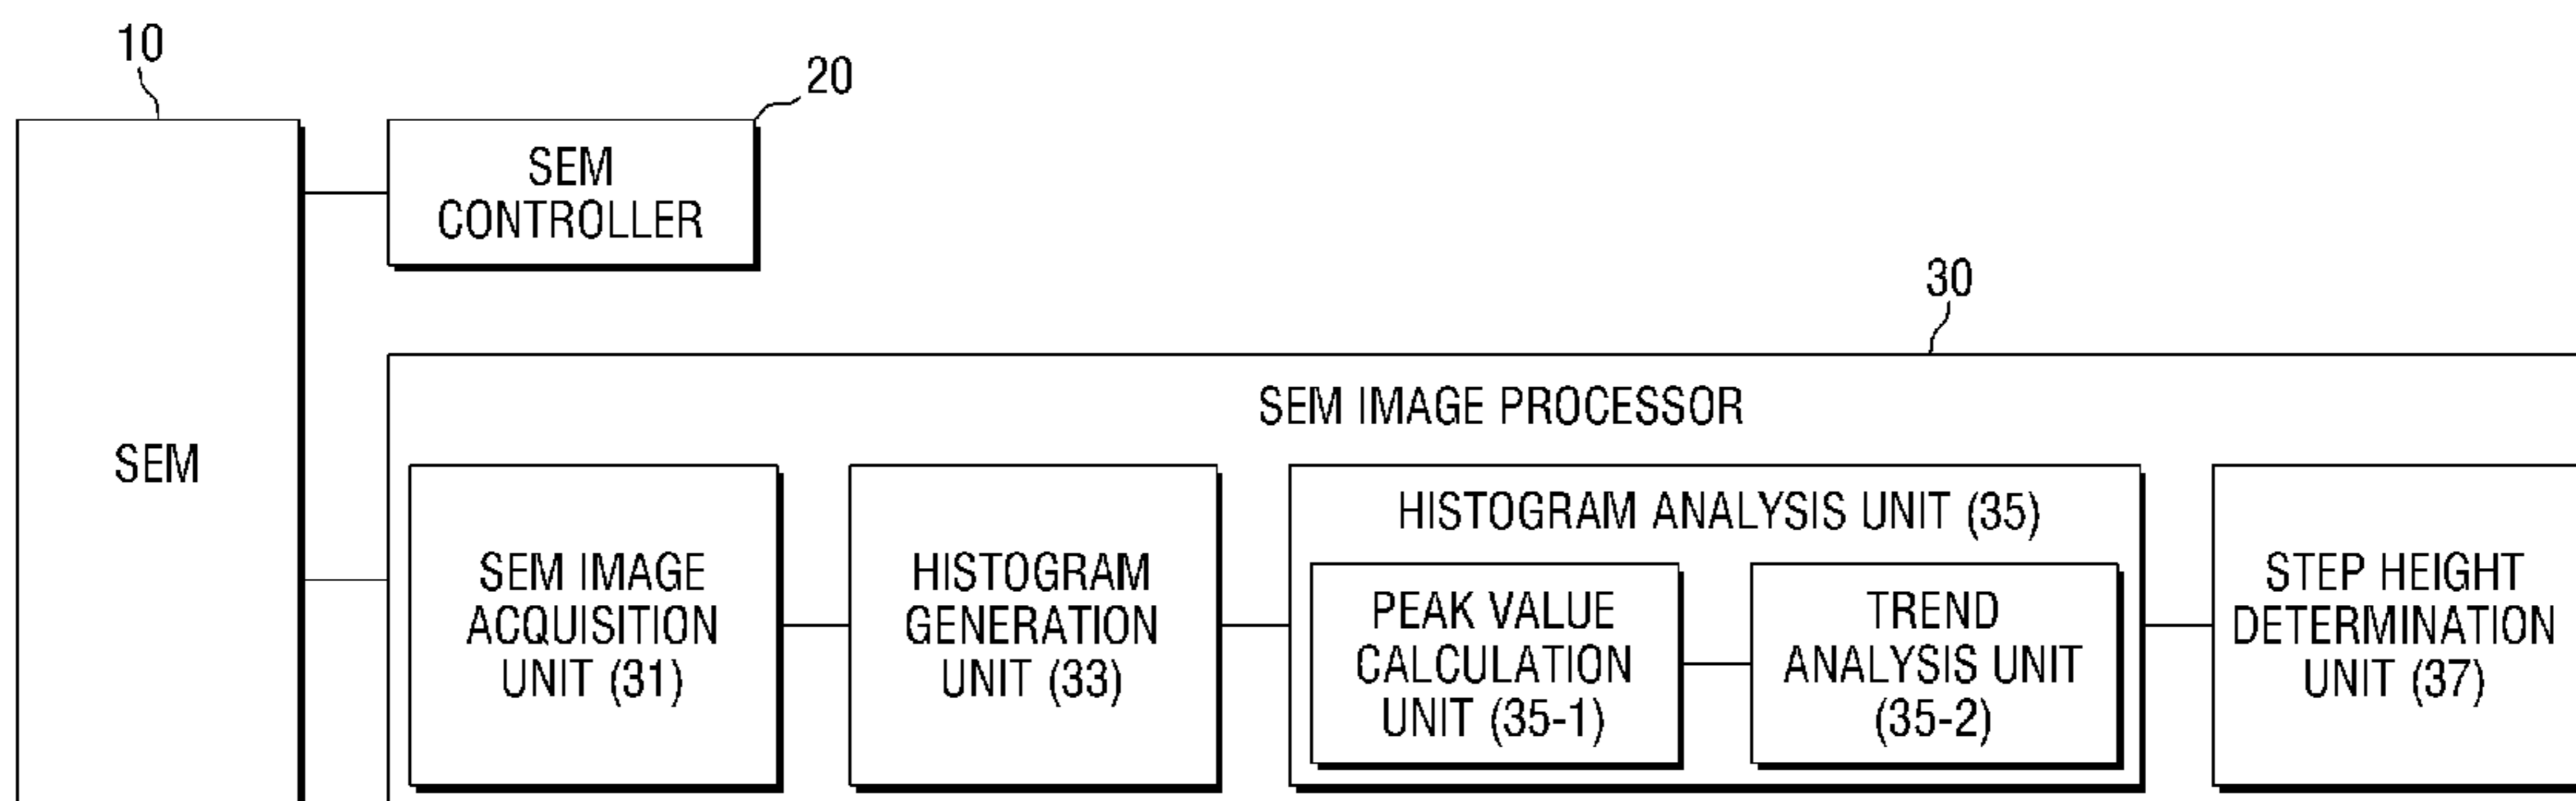 10
20
SEM
CONTROLLER
30
SEM IMAGE PROCESSOR
SEM
SEM IMAGE
ACQUISITION
UNIT (31)
HISTOGRAM
GENERATION
UNIT (33)
HISTOGRAM ANALYSIS UNIT (35)
PEAK VALUE
CALCULATION
UNIT (35-1)
TREND
ANALYSIS UNIT
(35-2)
STEP HEIGHT
DETERMINATION
UNIT (37)